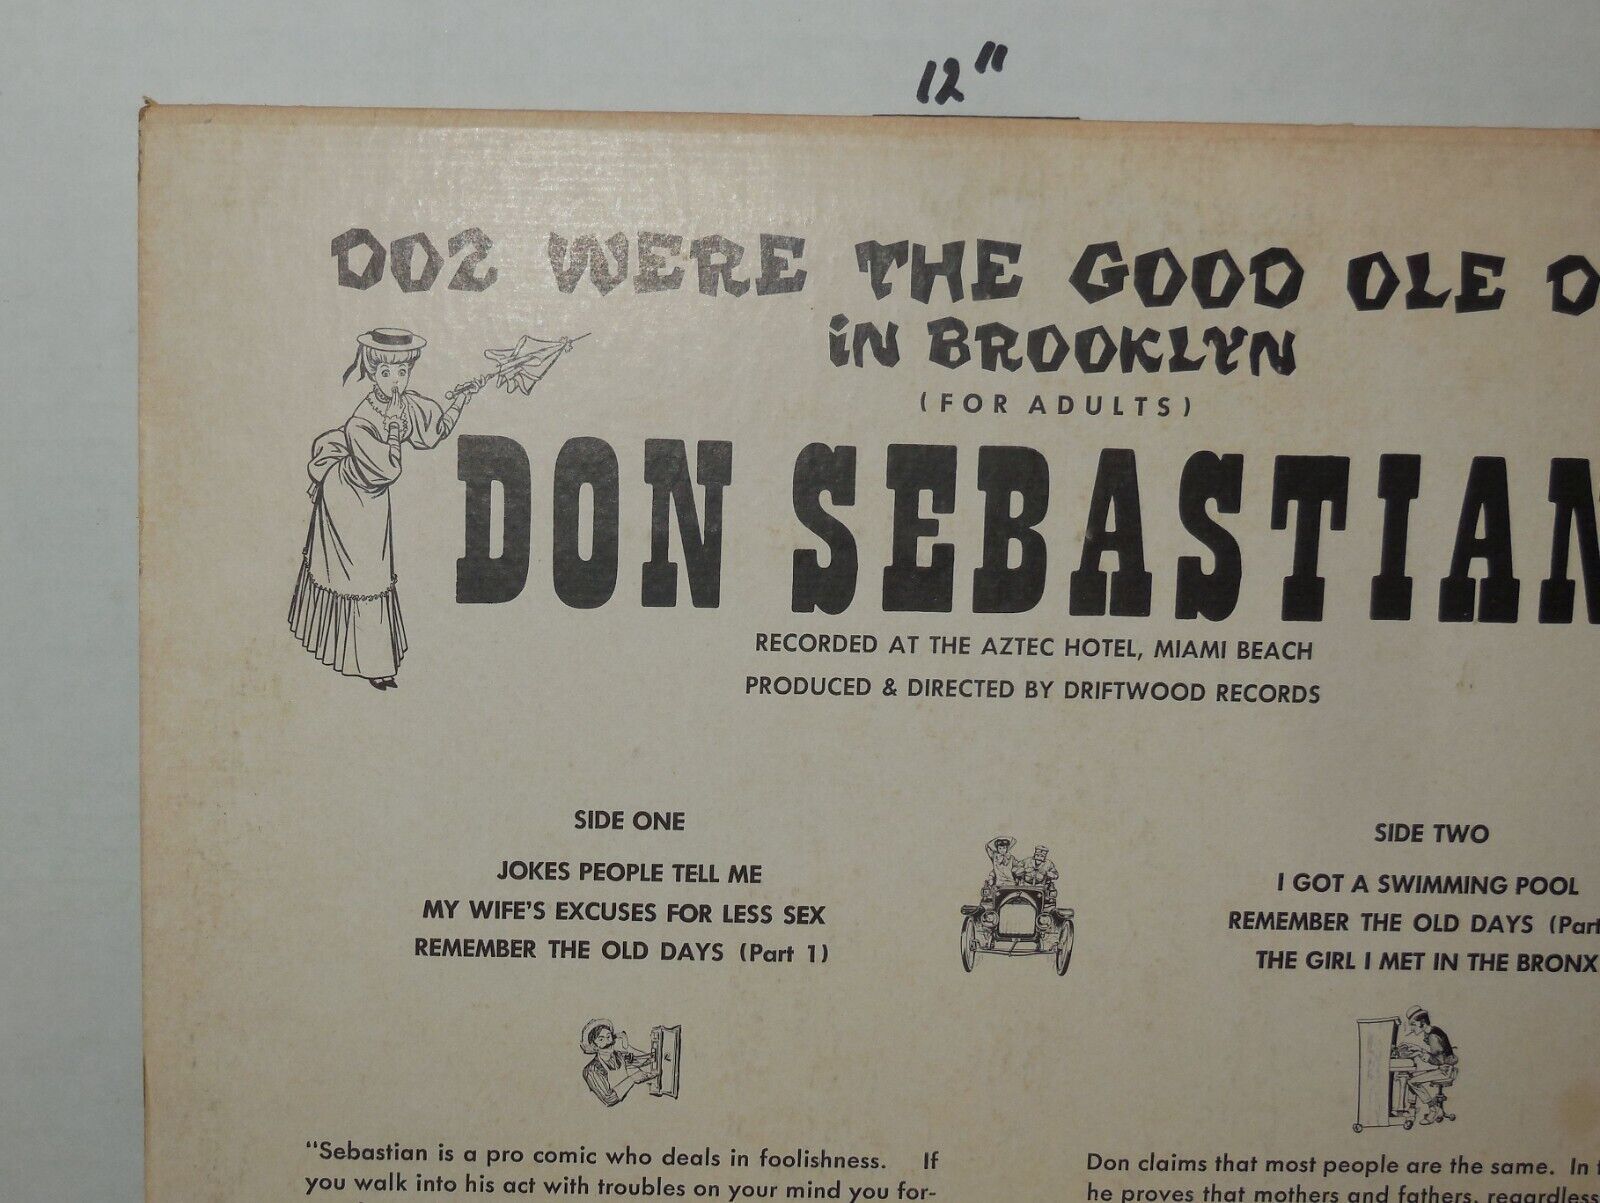 12"
DOZ WERE THE GOOD OLE D
iN BROOKLYN
(FOR ADULTS)
DON SEBASTIAN
RECORDED AT THE AZTEC HOTEL, MIAMI BEACH
PRODUCED & DIRECTED BY DRIFTWOOD RECORDS
SIDE ONE
JOKES PEOPLE TELL ME
MY WIFE'S EXCUSES FOR LESS SEX
REMEMBER THE OLD DAYS (Part 1)
SIDE TWO
I GOT A SWIMMING POOL
REMEMBER THE OLD DAYS (Part
THE GIRL I MET IN THE BRONX
"Sebastian is a pro comic who deals in foolishness. If
you walk into his act with troubles on your mind you for-
Don claims that most people are the same. In
he proves that mothers and fathers, regardless